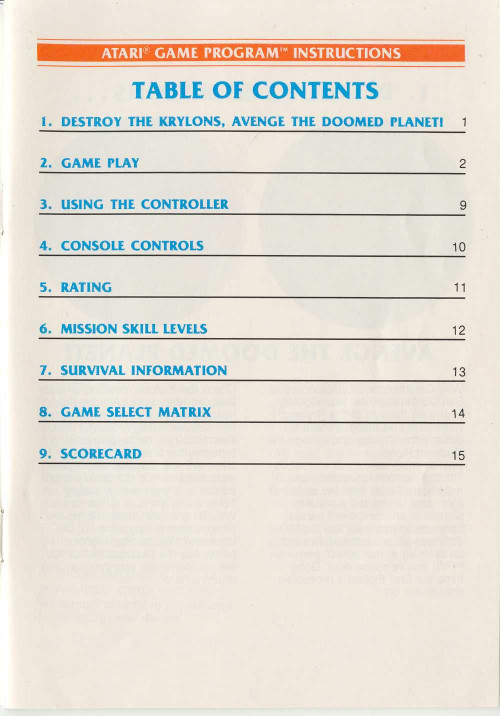 ATARI® GAME PROGRAM™ INSTRUCTIONS
TABLE OF CONTENTS
1. DESTROY THE KRYLONS, AVENGE THE DOOMED PLANET! 1
2. GAME PLAY 2
3. USING THE CONTROLLER 9
4. CONSOLE CONTROLS 10
5. RATING 11
6. MISSION SKILL LEVELS 12
7. SURVIVAL INFORMATION 13
8. GAME SELECT MATRIX 14
9. SCORECARD 15